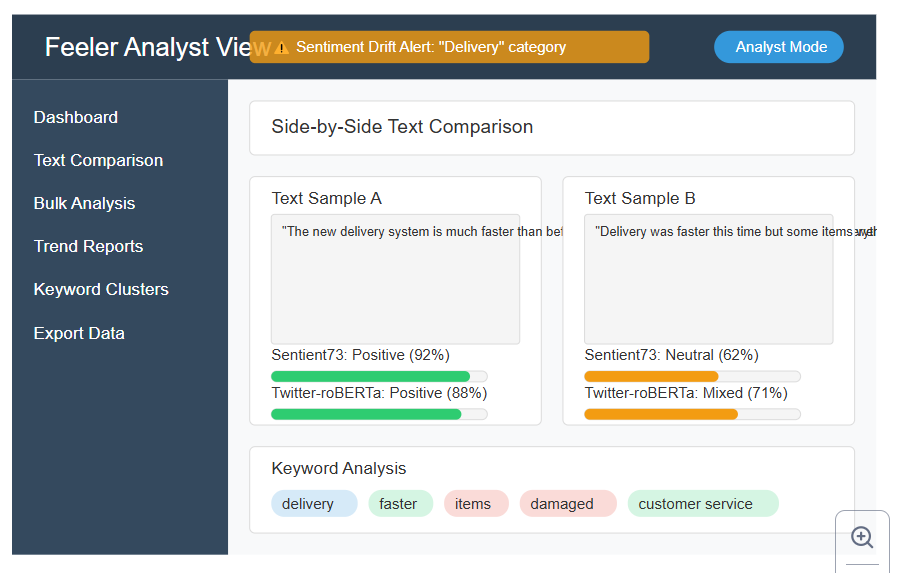 Feeler Analyst View
⚠ Sentiment Drift Alert: "Delivery" category
Analyst Mode
Dashboard
Text Comparison
Bulk Analysis
Trend Reports
Keyword Clusters
Export Data
Side-by-Side Text Comparison
Text Sample A
"The new delivery system is much faster than
Sentient73: Positive (92%)
Twitter-roBERTa: Positive (88%)
Text Sample B
"Delivery was faster this time but some items
Sentient73: Neutral (62%)
Twitter-roBERTa: Mixed (71%)
Keyword Analysis
delivery
faster
items
damaged
customer service